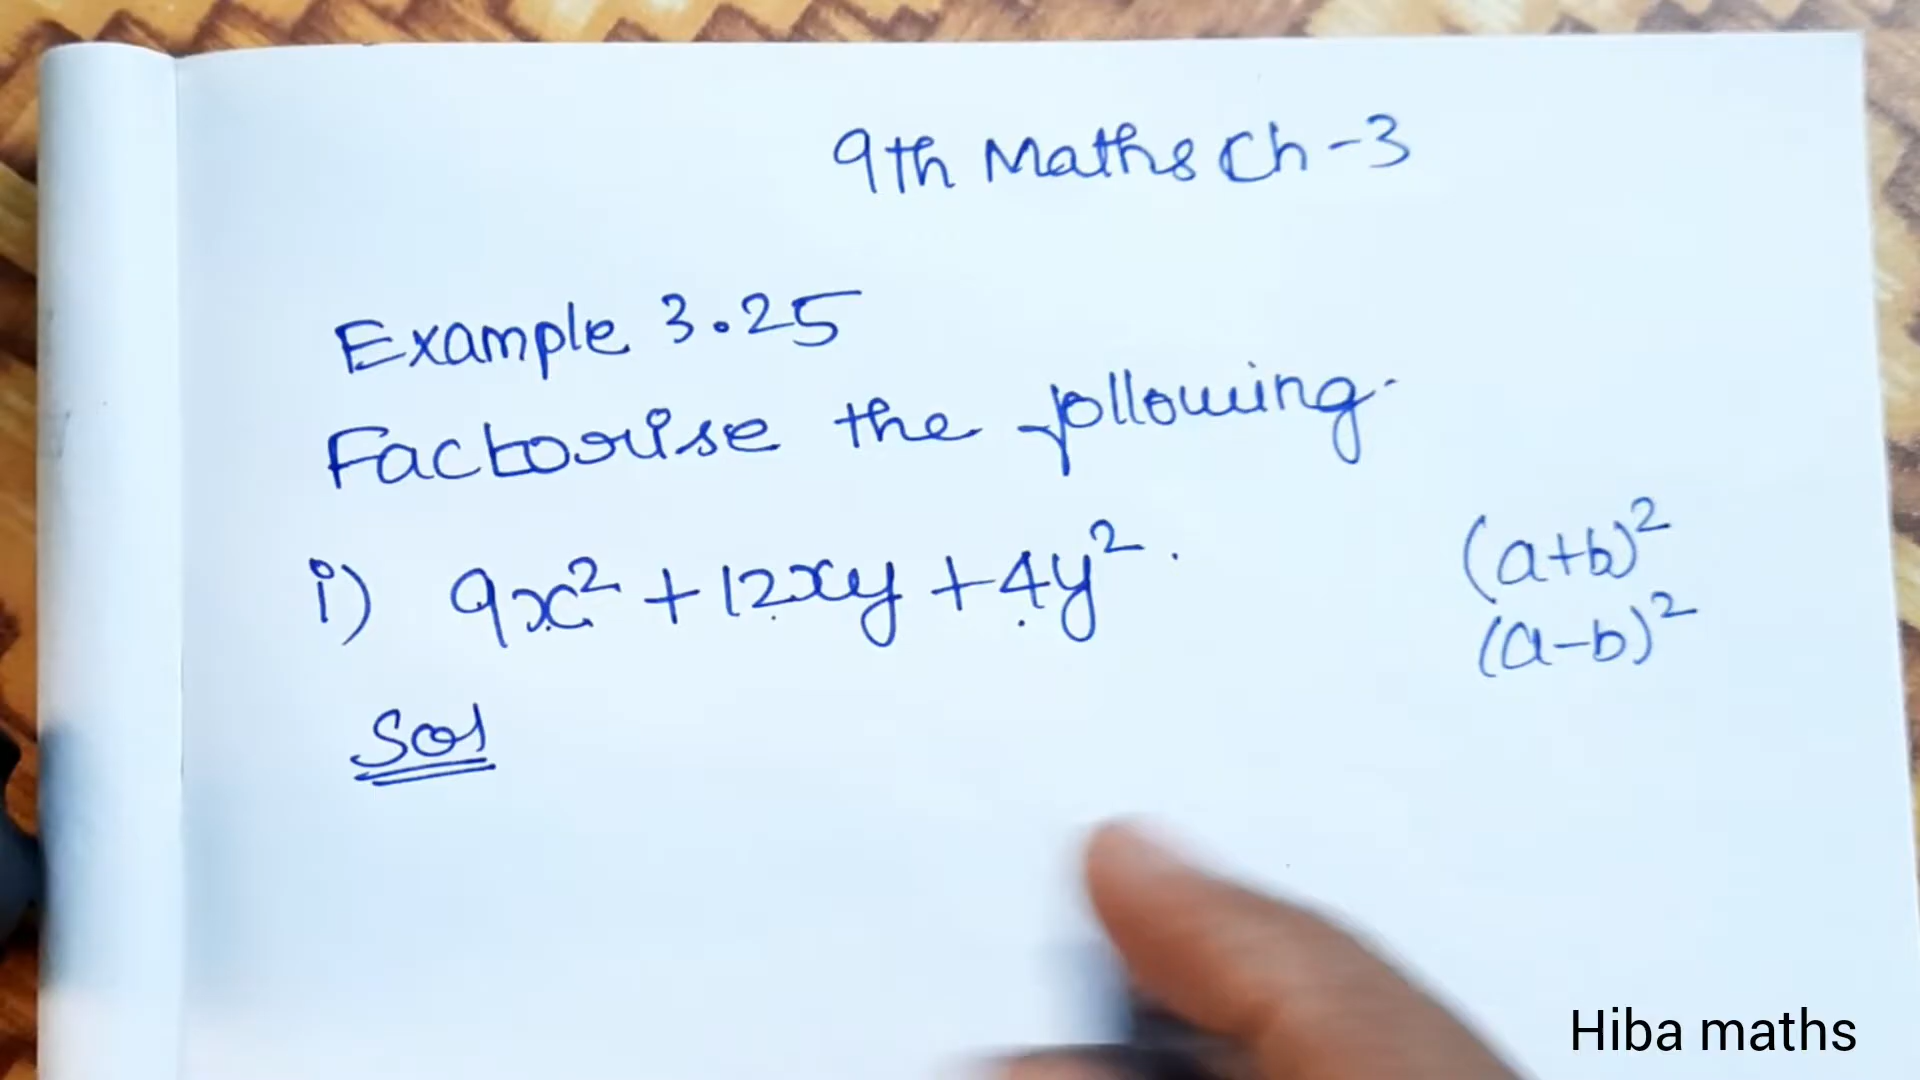 9th Maths Ch-3
Example 3.25
Factorise the following.
i) 9x² + 12xy + 4y².
(a+b)²
(a-b)²
Sol
Hiba maths